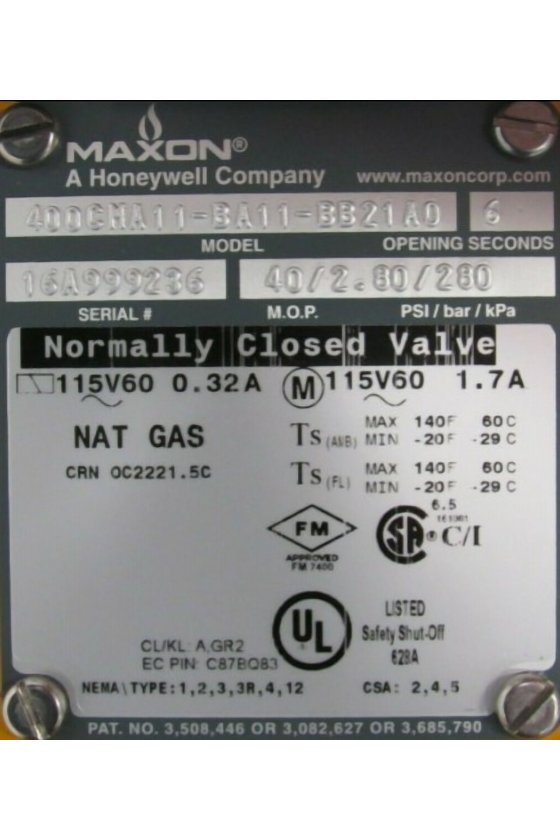 MAXON®
A Honeywell Company www.maxoncorp.com
400CMA11-BA11-BB21A0 6
MODEL OPENING SECONDS
16A999236 40/2.80/280
SERIAL # M.O.P. PSI / bar / kPa
Normally Closed Valve
115V60 0.32A M 115V60 1.7A
NAT GAS
CRN OC2221.5C
Ts (AMB) MAX 140F 60C
MIN -20F -29C
Ts (FL) MAX 140F 60C
MIN -20F -29C
FM
APPROVED
FM 7400
6.5
SA® C/I
UL
LISTED
Safety Shut-Off
628A
CL/KL: A,GR2
EC PIN: C87BQ83
NEMA\TYPE:1,2,3,3R,4,12 CSA: 2,4,5
PAT. NO. 3,508,446 OR 3,082,627 OR 3,685,790